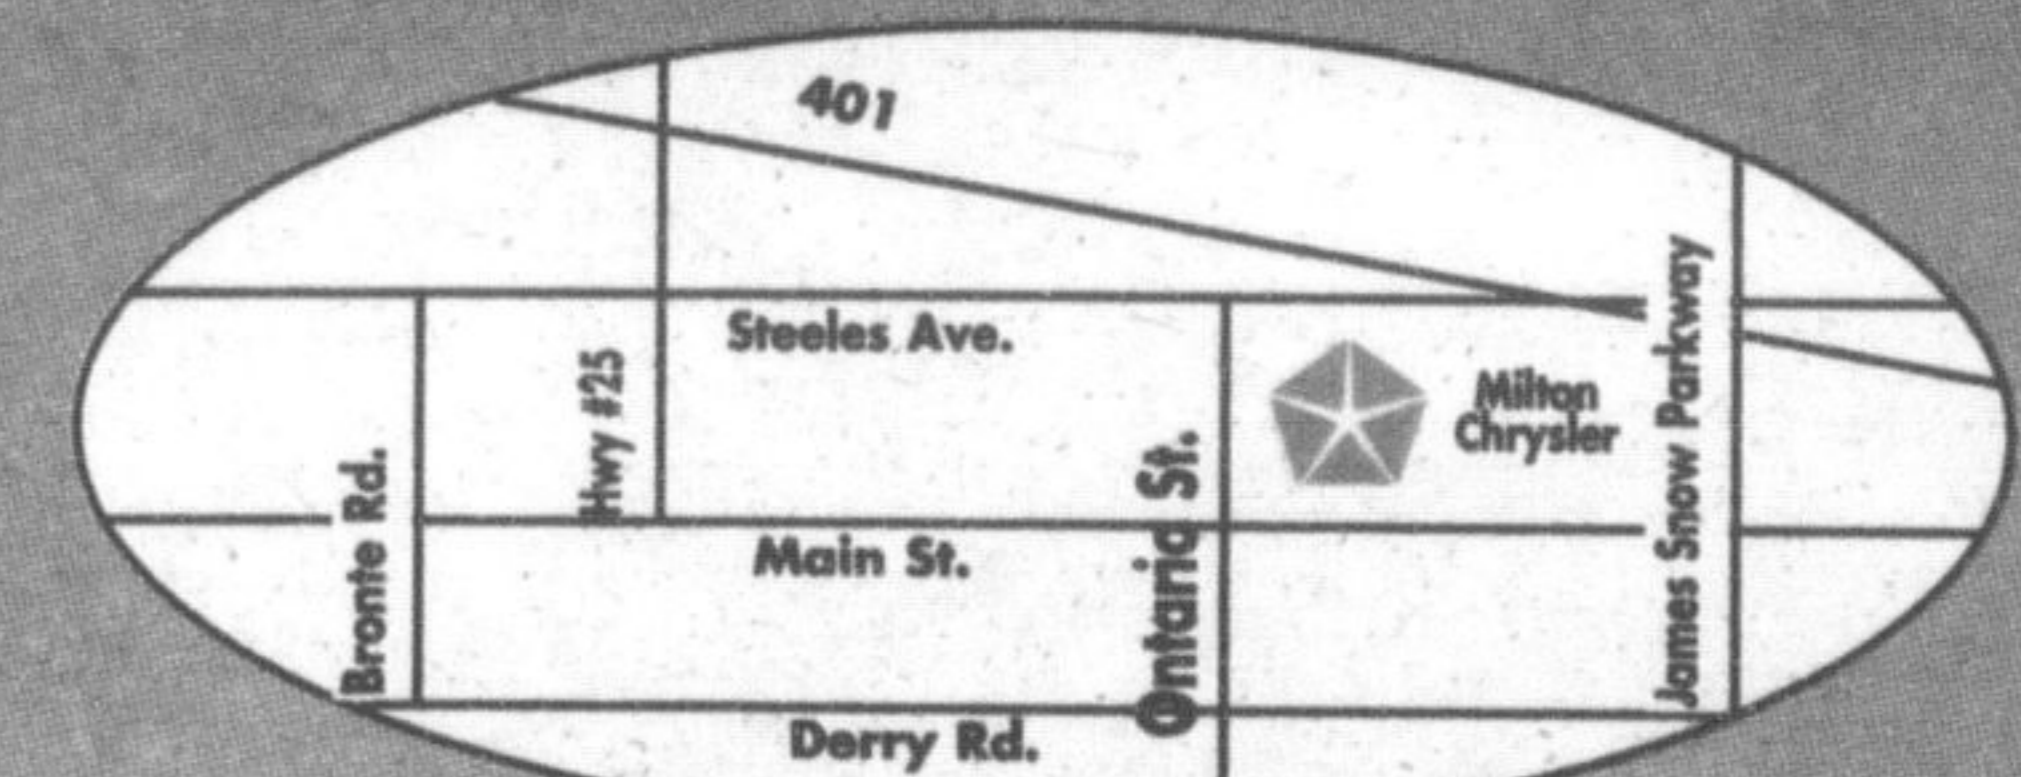 401
Steeles Ave.
Hwy #25
Milton
Chrysler
James Snow Parkway
Bronte Rd.
Ontario St.
Main St.
Derry Rd.